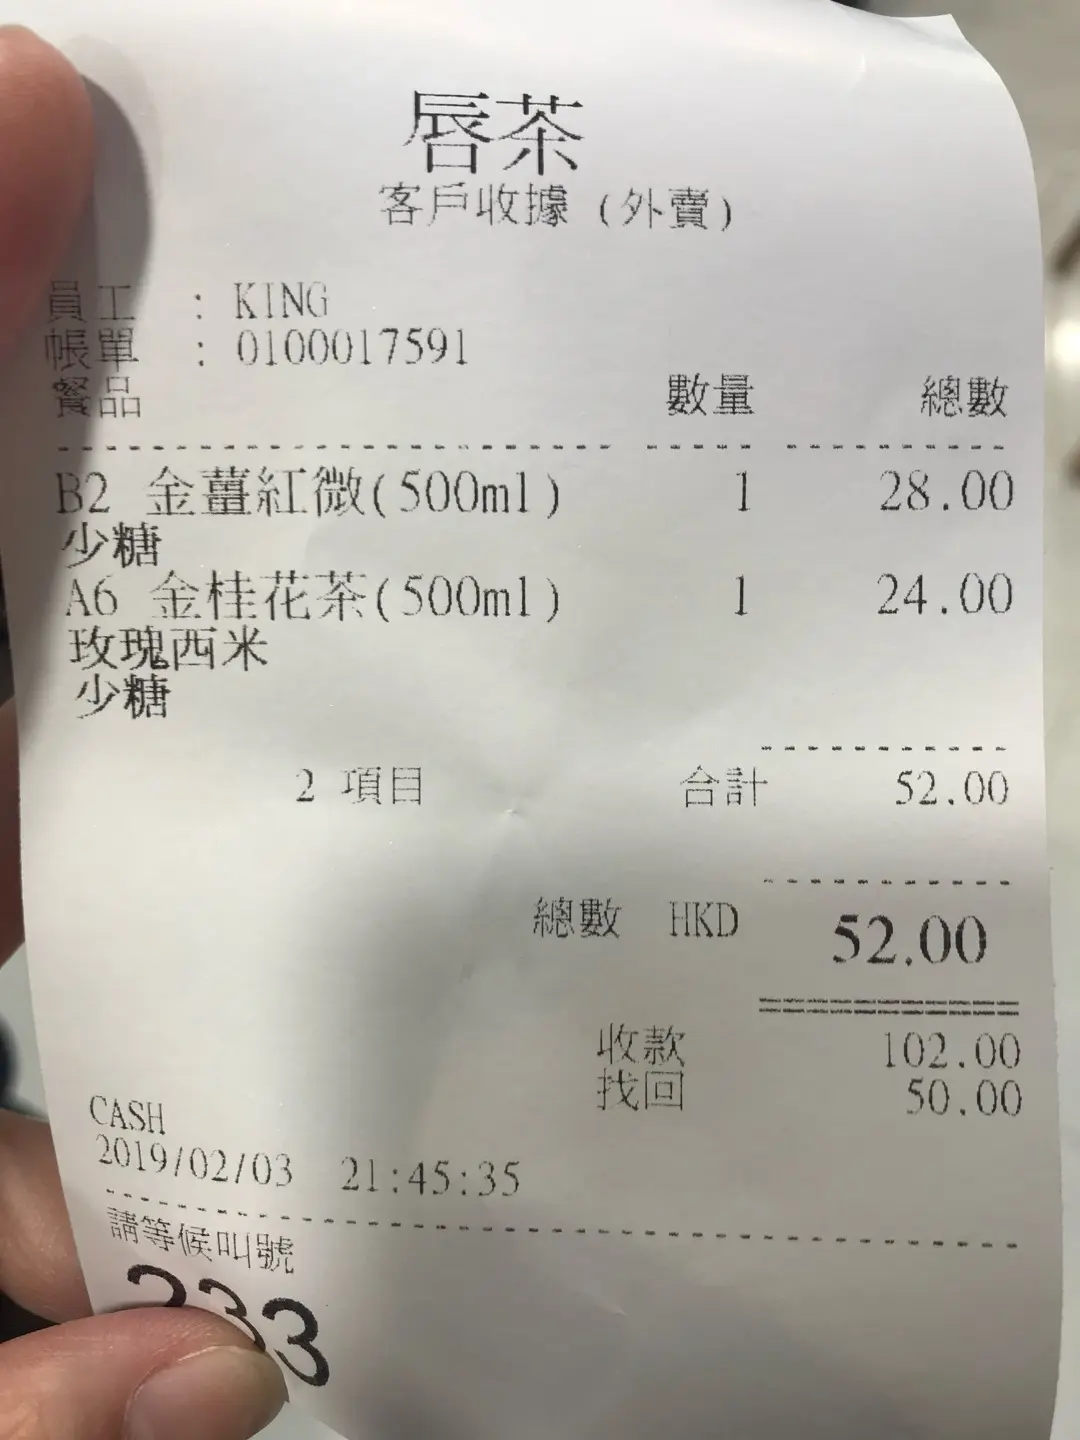 唇茶
客戶收據 (外賣)
員工 : KING
帳單 : 0100017591
餐品 數量 總數
B2 金薑紅微(500ml) 1 28.00
少糖
A6 金桂花茶(500ml) 1 24.00
玫瑰西米
少糖
2 項目 合計 52.00
總數 HKD 52.00
收款 102.00
找回 50.00
CASH
2019/02/03 21:45:35
請等候叫號
233